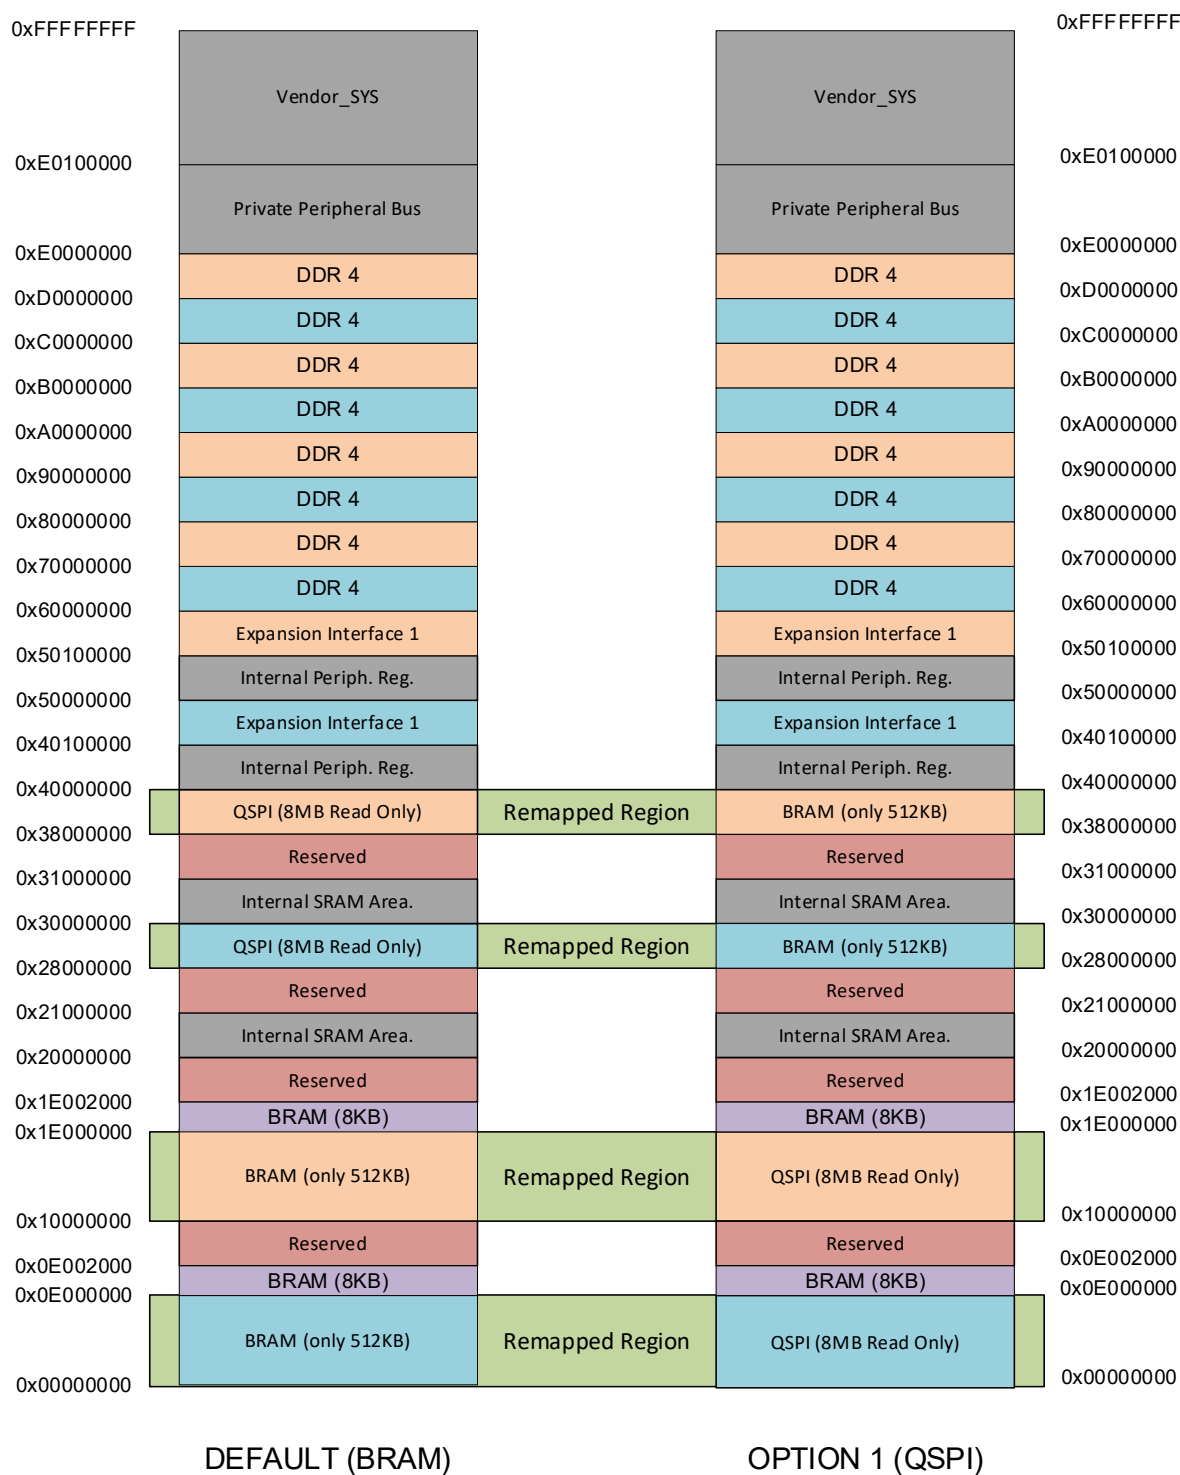 0xFFFFFFFF
0xFFFFFFFF
Vendor_SYS
Vendor_SYS
0xE0100000
0xE0100000
Private Peripheral Bus
Private Peripheral Bus
0xE0000000
0xE0000000
DDR 4
DDR 4
0xD0000000
0xD0000000
DDR 4
DDR 4
0xC0000000
0xC0000000
DDR 4
DDR 4
0xB0000000
0xB0000000
DDR 4
DDR 4
0xA0000000
0xA0000000
DDR 4
DDR 4
0x90000000
0x90000000
DDR 4
DDR 4
0x80000000
0x80000000
DDR 4
DDR 4
0x70000000
0x70000000
DDR 4
DDR 4
0x60000000
0x60000000
Expansion Interface 1
Expansion Interface 1
0x50100000
0x50100000
Internal Periph. Reg.
Internal Periph. Reg.
0x50000000
0x50000000
Expansion Interface 1
Expansion Interface 1
0x40100000
0x40100000
Internal Periph. Reg.
Internal Periph. Reg.
0x40000000
0x40000000
QSPI (8MB Read Only)
Remapped Region
BRAM (only 512KB)
0x38000000
0x38000000
Reserved
Reserved
0x31000000
0x31000000
Internal SRAM Area.
Internal SRAM Area.
0x30000000
0x30000000
QSPI (8MB Read Only)
Remapped Region
BRAM (only 512KB)
0x28000000
0x28000000
Reserved
Reserved
0x21000000
0x21000000
Internal SRAM Area.
Internal SRAM Area.
0x20000000
0x20000000
Reserved
Reserved
0x1E002000
0x1E002000
BRAM (8KB)
BRAM (8KB)
0x1E000000
0x1E000000
BRAM (only 512KB)
Remapped Region
QSPI (8MB Read Only)
0x10000000
0x10000000
Reserved
Reserved
0x0E002000
0x0E002000
BRAM (8KB)
BRAM (8KB)
0x0E000000
0x0E000000
BRAM (only 512KB)
Remapped Region
QSPI (8MB Read Only)
0x00000000
0x00000000
DEFAULT (BRAM)
OPTION 1 (QSPI)